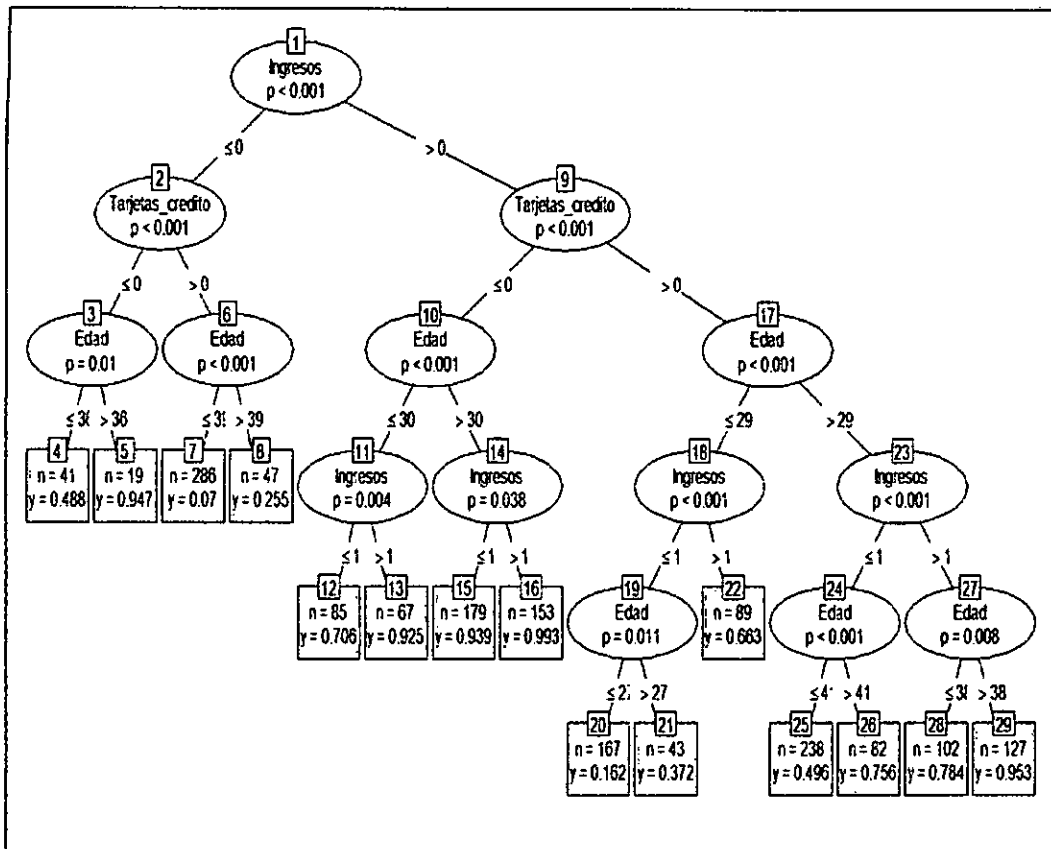 1
Ingresos
p < 0.001
≤0
> 0
2
Tarjetas_credito
p < 0.001
9
Tarjetas_credito
p < 0.001
≤0
> 0
≤0
> 0
3
Edad
p = 0.01
6
Edad
p < 0.001
10
Edad
p < 0.001
17
Edad
p < 0.001
> 36
> 39
≤30
> 30
≤29
> 29
4
n = 41
y = 0.488
5
n = 19
y = 0.947
7
n = 286
y = 0.07
8
n = 47
y = 0.255
11
Ingresos
p = 0.004
14
Ingresos
p = 0.038
18
Ingresos
p < 0.001
23
Ingresos
p < 0.001
≤1
> 1
≤1
> 1
≤1
> 1
≤1
> 1
12
n = 85
y = 0.706
13
n = 67
y = 0.925
15
n = 179
y = 0.939
16
n = 153
y = 0.993
19
Edad
p = 0.011
22
n = 89
y = 0.663
24
Edad
p < 0.001
27
Edad
p = 0.008
> 27
> 41
> 38
20
n = 167
y = 0.162
21
n = 43
y = 0.372
25
n = 238
y = 0.496
26
n = 82
y = 0.756
28
n = 102
y = 0.784
29
n = 127
y = 0.953